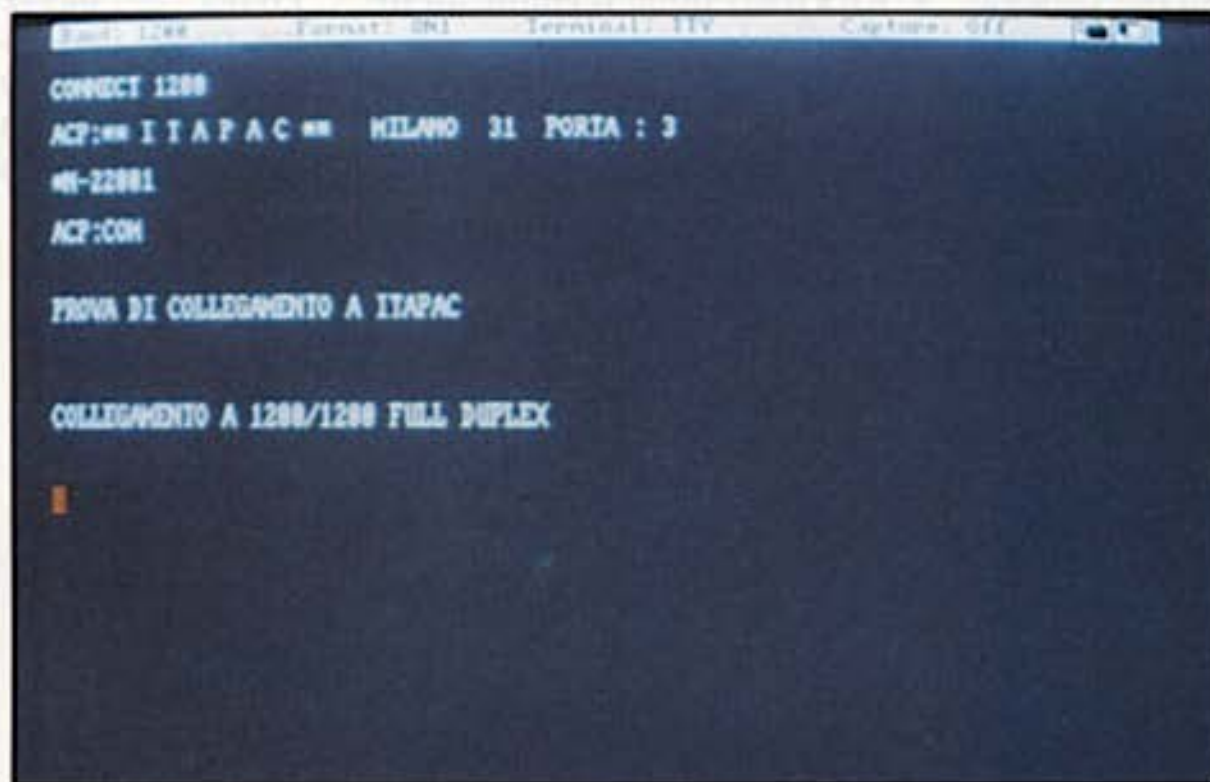 Baud: 1200 Format: 8N1 Terminal: TTY Capture: Off
CONNECT 1200
ACP:** I T A P A C ** MILANO 31 PORTA : 3
*N-22001
ACP:COM
PROVA DI COLLEGAMENTO A ITAPAC
COLLEGAMENTO A 1200/1200 FULL DUPLEX